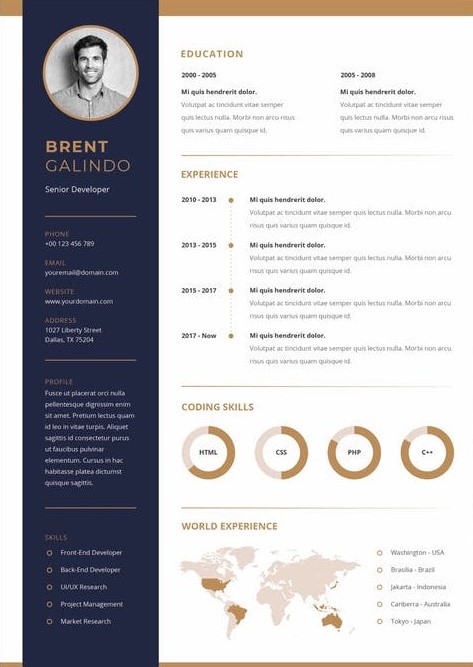 BRENT
GALINDO
Senior Developer
PHONE
+00 123 456 789
EMAIL
youremail@domain.com
WEBSITE
www.yourdomain.com
ADDRESS
1027 Liberty Street
Dallas, TX 75204
PROFILE
Fusce ut placerat orci nulla
pellentesque dignissim enim
sit amet. Pretium lectus quam
id leo in vitae turpis. Aliquet
sagittis id consectetur purus
ut faucibus pulvinar
elementum. Cursus in hac
habitasse platea dictumst
quisque sagittis.
SKILLS
Front-End Developer
Back-End Developer
UI/UX Research
Project Management
Market Research
EDUCATION
2000 - 2005
Mi quis hendrerit dolor.
Volutpat ac tincidunt vitae semper
quis lectus nulla. Morbi non arcu risus
quis varius quam quisque id.
2005 - 2008
Mi quis hendrerit dolor.
Volutpat ac tincidunt vitae semper
quis lectus nulla. Morbi non arcu
quis varius quam quisque id.
EXPERIENCE
2010 - 2013
Mi quis hendrerit dolor.
Volutpat ac tincidunt vitae semper quis lectus nulla. Morbi non arcu
risus quis varius quam quisque id.
2013 - 2015
Mi quis hendrerit dolor.
Volutpat ac tincidunt vitae semper quis lectus nulla. Morbi non arcu
risus quis varius quam quisque id.
2015 - 2017
Mi quis hendrerit dolor.
Volutpat ac tincidunt vitae semper quis lectus nulla. Morbi non arcu
risus quis varius quam quisque id.
2017 - Now
Mi quis hendrerit dolor.
Volutpat ac tincidunt vitae semper quis lectus nulla. Morbi non arcu
risus quis varius quam quisque id.
CODING SKILLS
HTML
CSS
PHP
C++
WORLD EXPERIENCE
Washington - USA
Brasilia - Brazil
Jakarta - Indonesia
Canberra - Australia
Tokyo - Japan